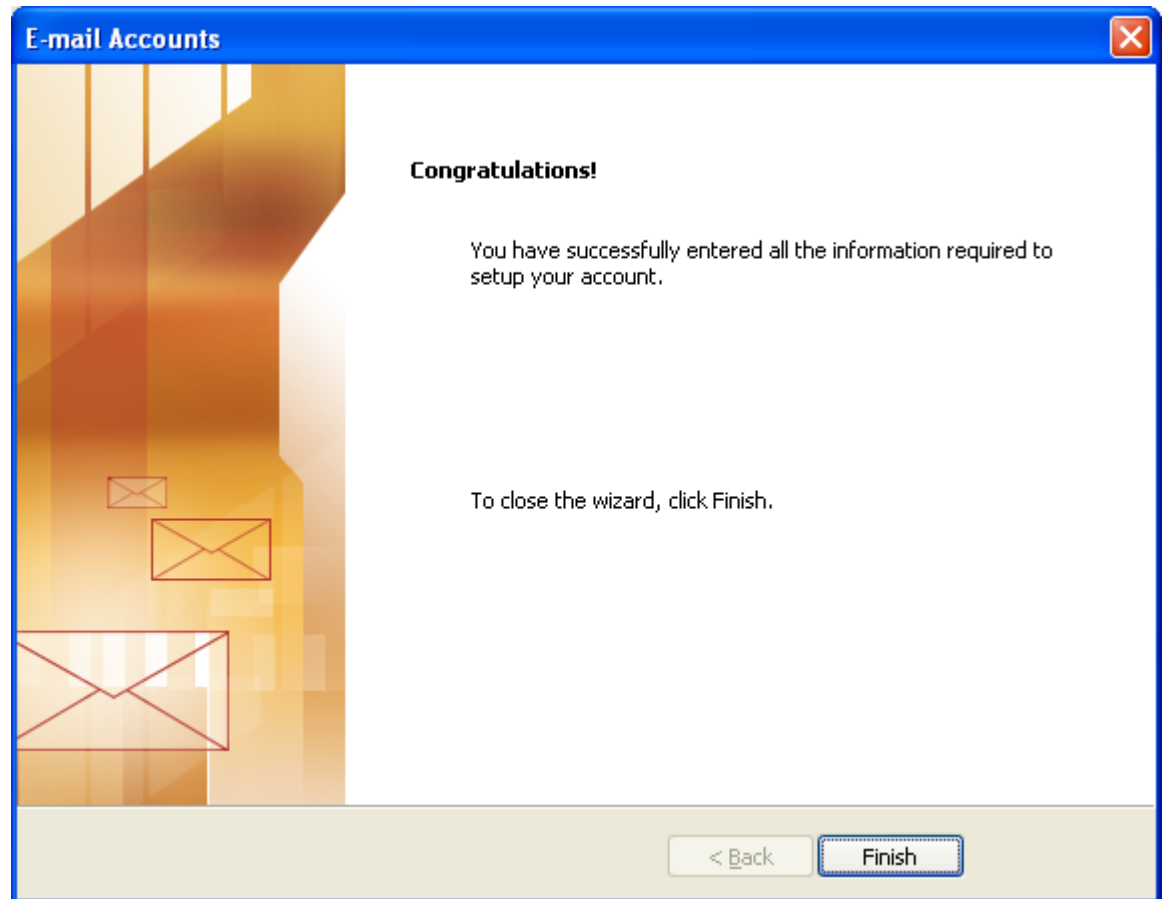 E-mail Accounts
Congratulations!
You have successfully entered all the information required to
setup your account.
To close the wizard, click Finish.
< Back
Finish